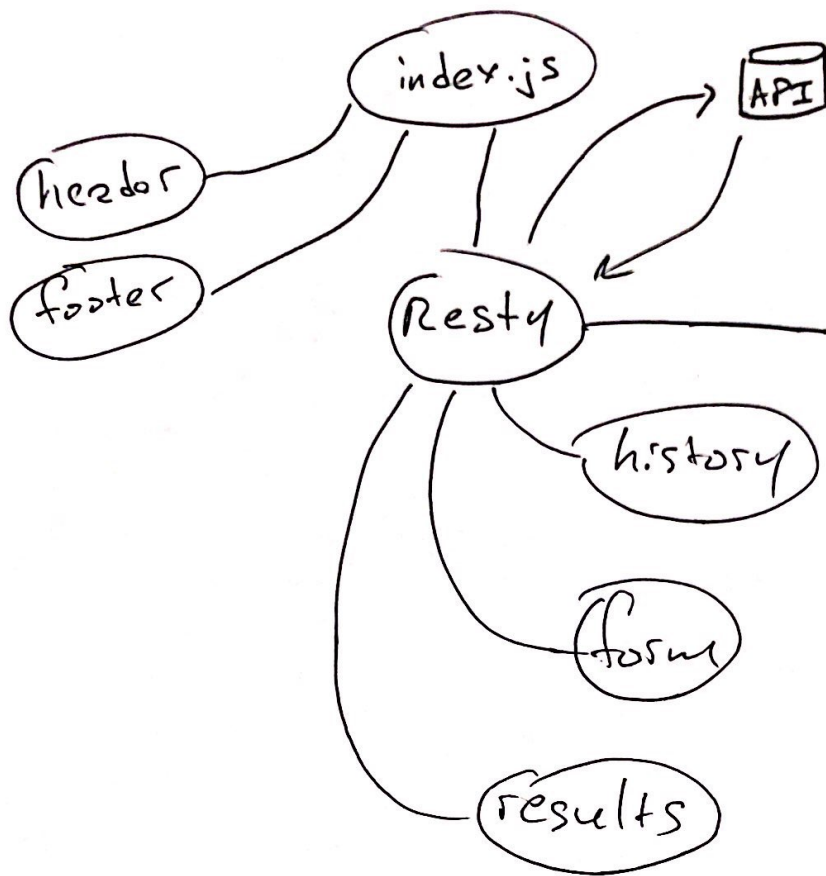 index.js
API
header
footer
Resty
history
form
results